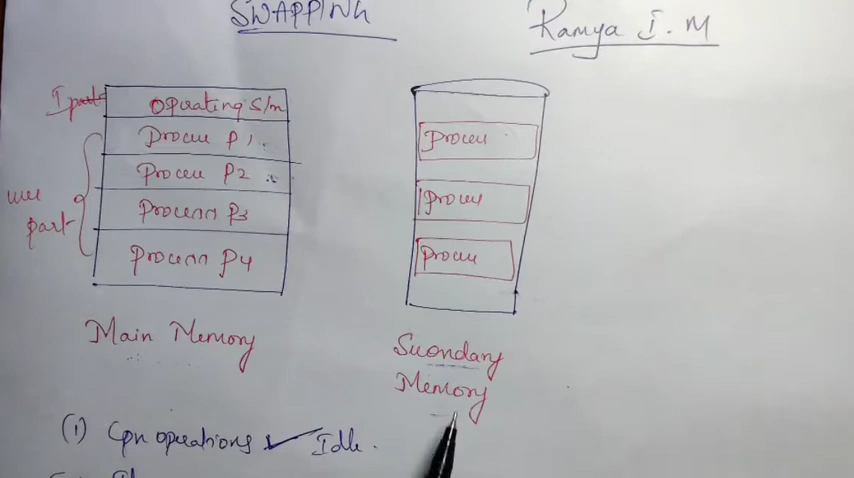 SWAPPING
Ramya I. M
Operating S/m
Process P1
Process P2
Process P3
Process P4
user part
Main Memory
Process
Process
Process
Secondary
Memory
(1) Cpu operations ✓ Idle.